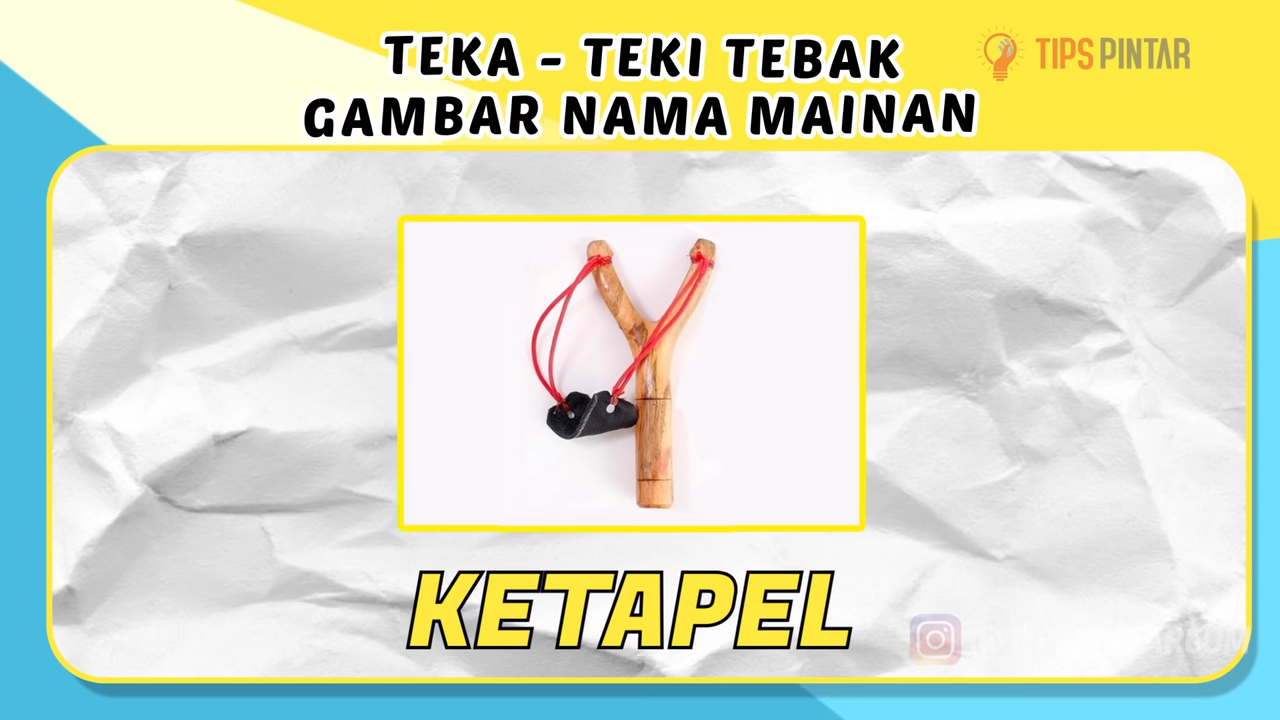 TEKA - TEKI TEBAK
GAMBAR NAMA MAINAN
TIPS PINTAR
KETAPEL